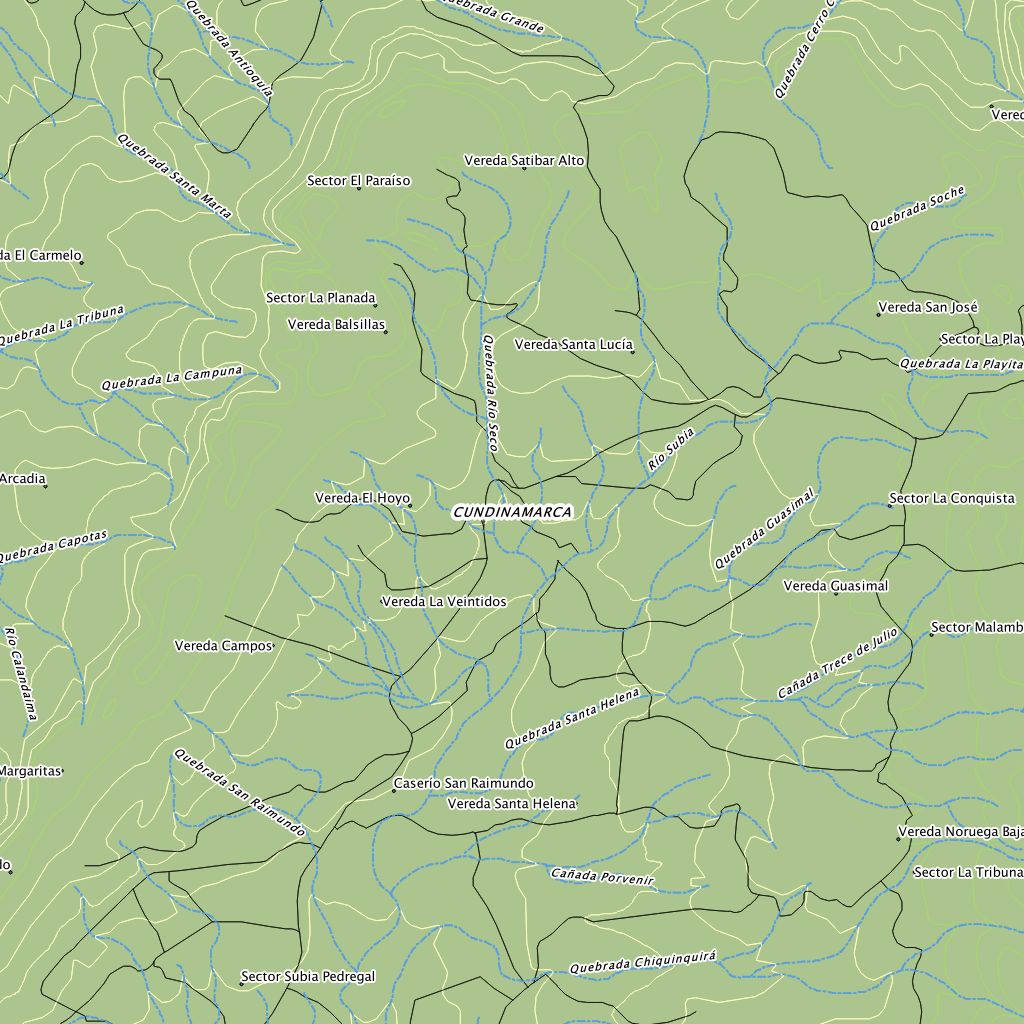 Quebrada Grande
Quebrada Antioquia
Quebrada Cerro C
Vered
Quebrada Santa Marta
Vereda Satibar Alto
Sector El Paraíso
Quebrada Soche
da El Carmelo
Sector La Planada
Quebrada La Tribuna
Vereda San José
Vereda Balsillas
Quebrada Río Seco
Vereda Santa Lucía
Sector La Play
Quebrada La Playita
Quebrada La Campuna
Río Subia
Arcadia
Vereda El Hoyo
CUNDINAMARCA
Quebrada Guasimal
Sector La Conquista
Quebrada Capotas
Vereda Guasimal
Vereda La Veintidos
Río Calandaima
Vereda Campos
Sector Malamb
Cañada Trece de Julio
Quebrada Santa Helena
Margaritas
Quebrada San Raimundo
Caserío San Raimundo
Vereda Santa Helena
Vereda Noruega Baja
lo
Cañada Porvenir
Sector La Tribuna
Quebrada Chiquinquirá
Sector Subia Pedregal